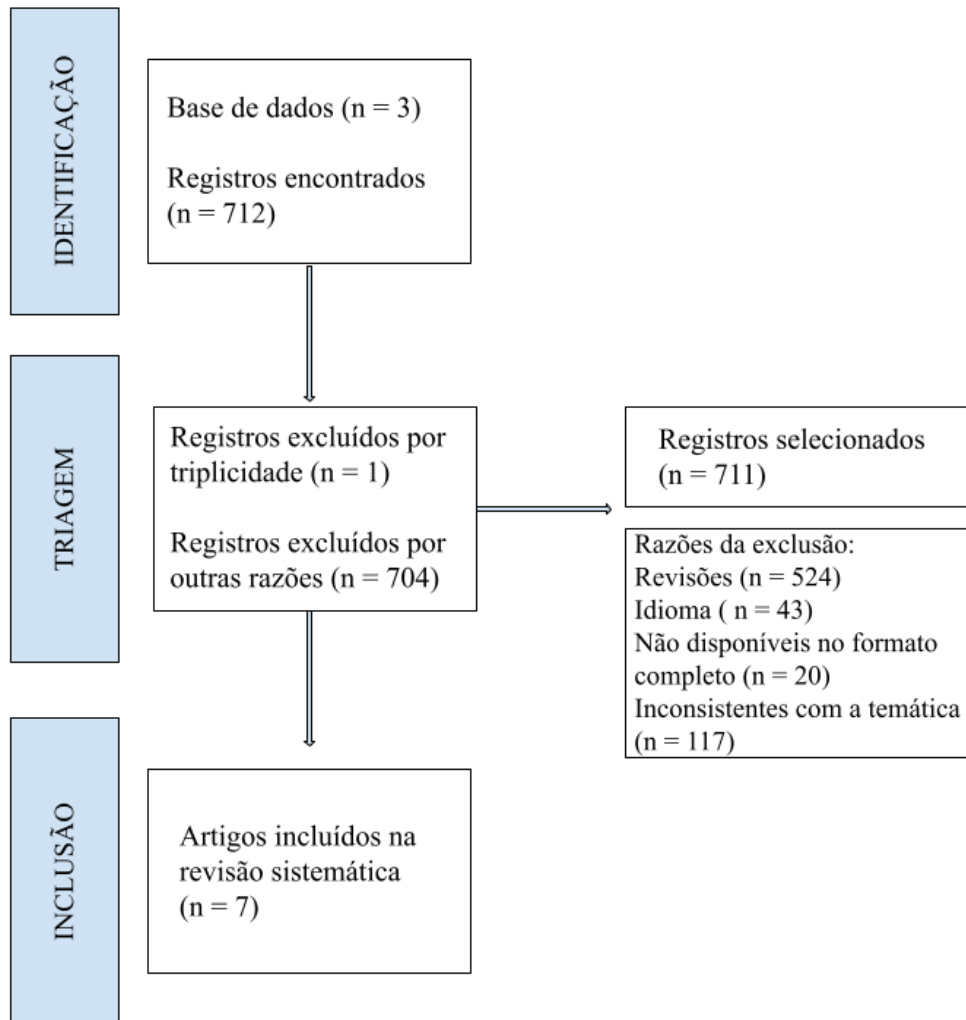 IDENTIFICAÇÃO
Base de dados (n = 3)
Registros encontrados
(n = 712)
TRIAGEM
Registros excluídos por
triplicidade (n = 1)
Registros excluídos por
outras razões (n = 704)
Registros selecionados
(n = 711)
Razões da exclusão:
Revisões (n = 524)
Idioma ( n = 43)
Não disponíveis no formato
completo (n = 20)
Inconsistentes com a temática
(n = 117)
INCLUSÃO
Artigos incluídos na
revisão sistemática
(n = 7)